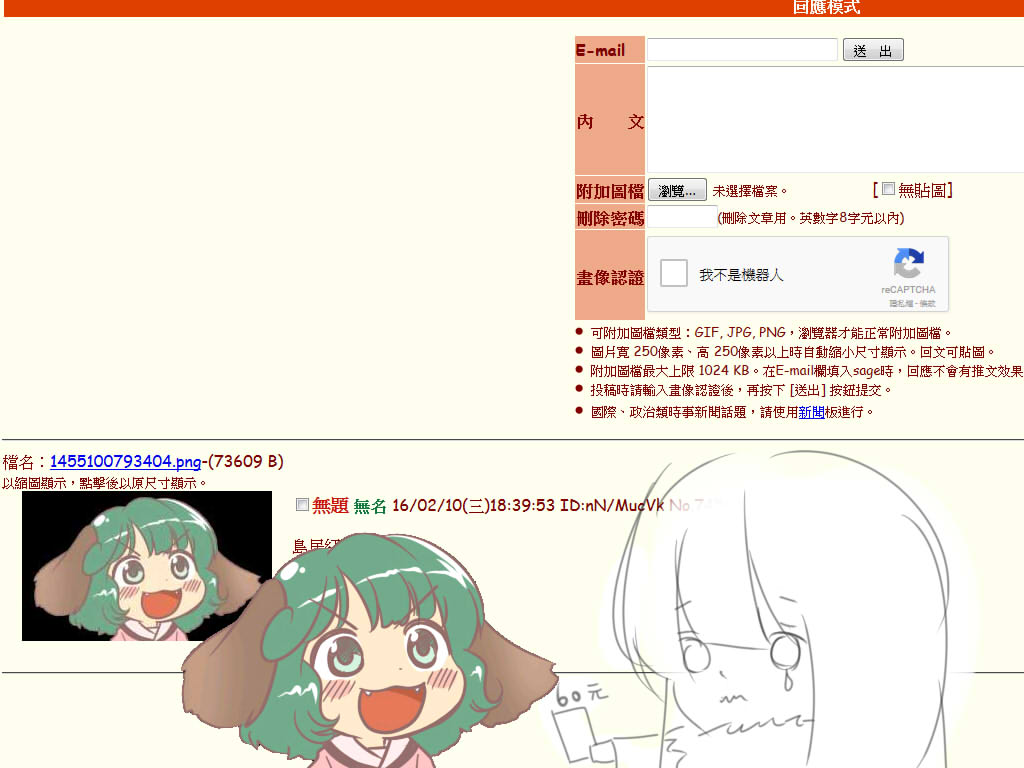 回應模式
E-mail
送 出
內 文
附加圖檔
瀏覽... 未選擇檔案。 [無貼圖]
刪除密碼
(刪除文章用。英數字8字元以內)
畫像認證
我不是機器人
reCAPTCHA
隱私權 - 條款
可附加圖檔類型：GIF, JPG, PNG，瀏覽器才能正常附加圖檔。
圖片寬 250像素、高 250像素以上時自動縮小尺寸顯示。回文可貼圖。
附加圖檔最大上限 1024 KB。在E-mail欄填入sage時，回應不會有推文效果
投稿時請輸入畫像認證後，再按下 [送出] 按鈕提交。
國際、政治類時事新聞話題，請使用新聞板進行。
檔名：1455100793404.png-(73609 B)
以縮圖顯示，點擊後以原尺寸顯示。
無題 無名 16/02/10(三)18:39:53 ID:nN/MucVk No
島居
60元